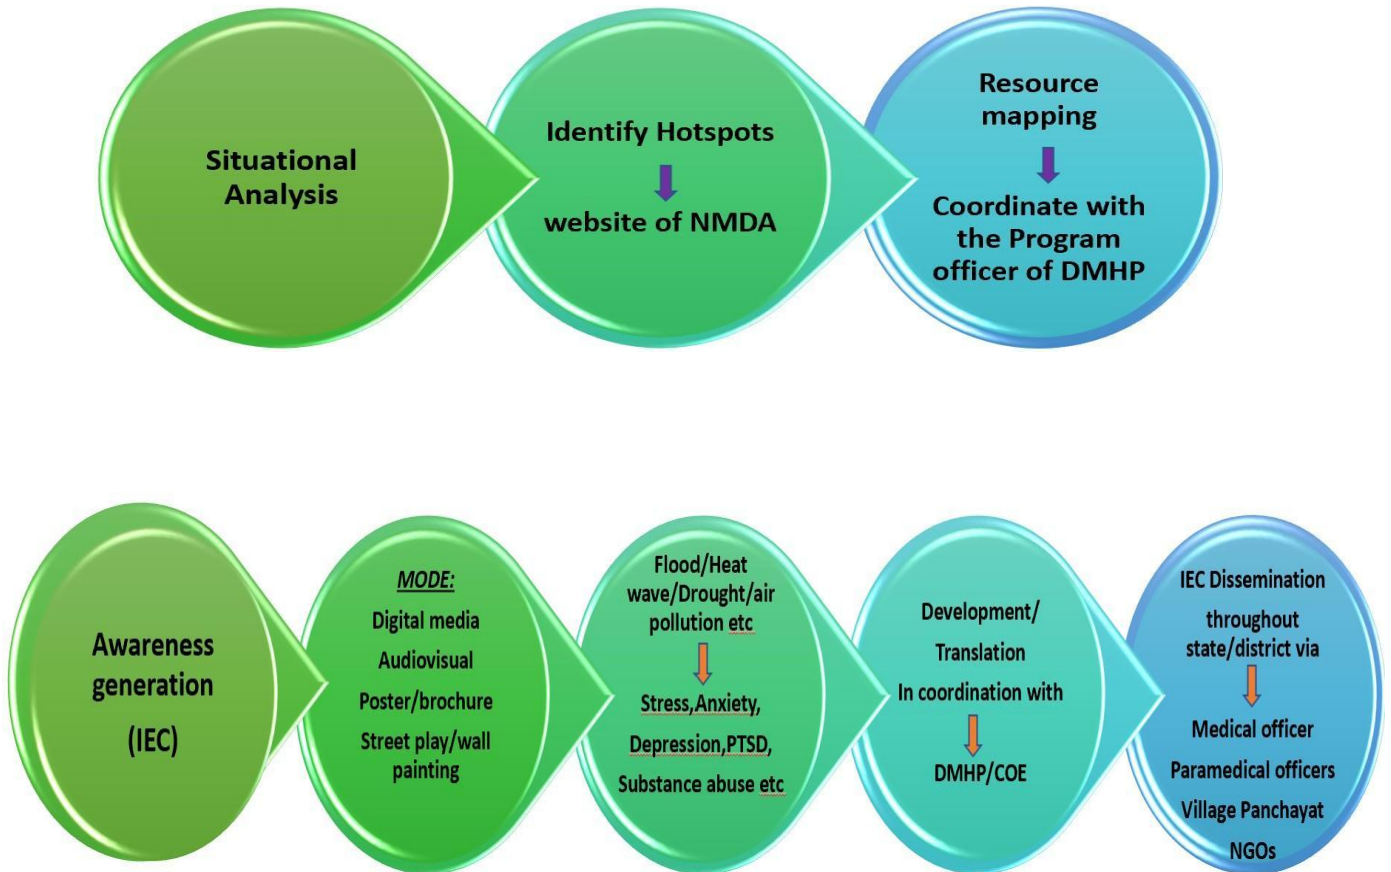 Situational
Analysis
Identify Hotspots
website of NMDA
Resource
mapping
Coordinate with
the Program
officer of DMHP
Awareness
generation
(IEC)
MODE:
Digital media
Audiovisual
Poster/brochure
Street play/wall
painting
Flood/Heat
wave/Drought/air
pollution etc
Stress,Anxiety,
Depression,PTSD,
Substance abuse etc
Development/
Translation
In coordination with
DMHP/COE
IEC Dissemination
throughout
state/district via
Medical officer
Paramedical officers
Village Panchayat
NGOs